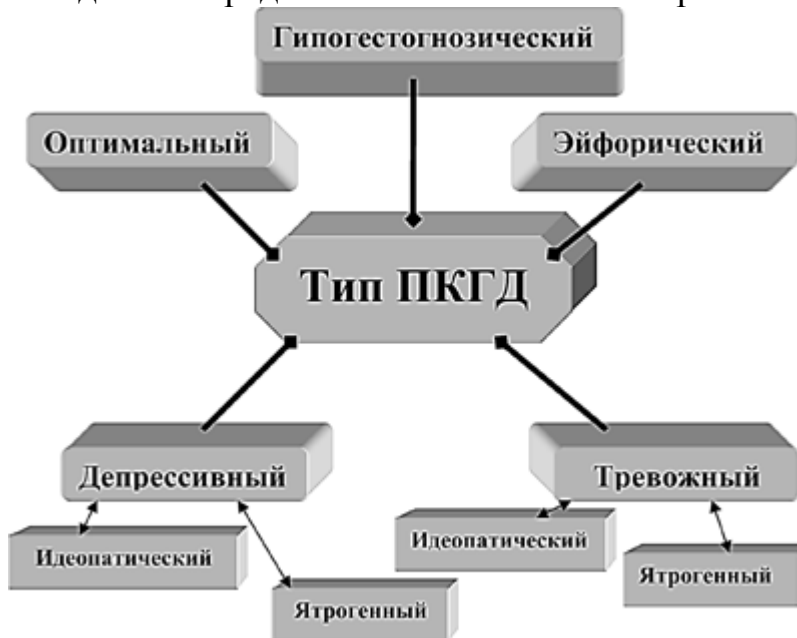 Гипогестогнозический
Оптимальный
Эйфорический
Тип ПКГД
Депрессивный
Тревожный
Идеопатический
Ятрогенный
Идеопатический
Ятрогенный